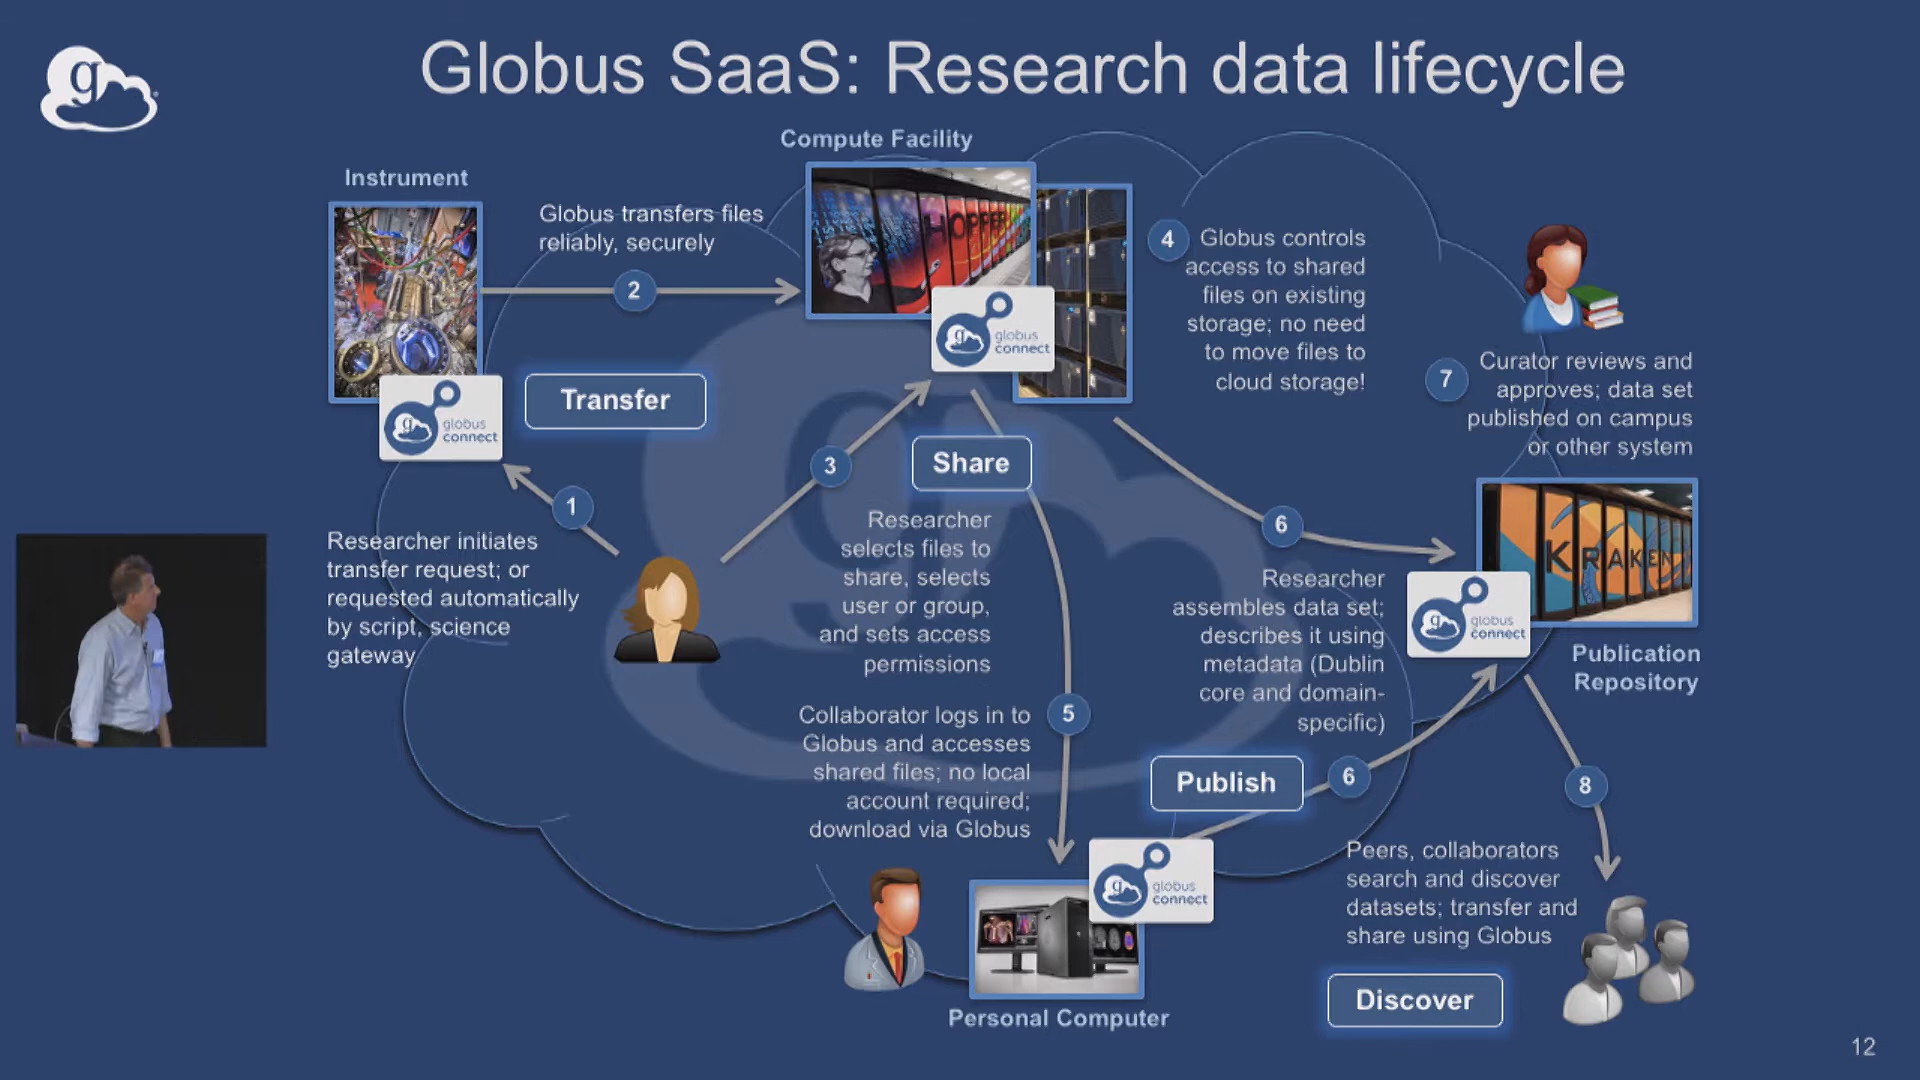 g
Globus SaaS: Research data lifecycle
Compute Facility
Instrument
Globus transfers files
reliably, securely
2
HOPPER
globus
connect
4
Globus controls
access to shared
files on existing
storage; no need
to move files to
cloud storage!
7
Curator reviews and
approves; data set
published on campus
or other system
g
globus
connect
Transfer
1
Researcher initiates
transfer request; or
requested automatically
by script, science
gateway
3
Share
Researcher
selects files to
share, selects
user or group,
and sets access
permissions
5
Collaborator logs in to
Globus and accesses
shared files; no local
account required;
download via Globus
6
Researcher
assembles data set;
describes it using
metadata (Dublin
core and domain-
specific)
KRAKEN
g
globus
connect
Publication
Repository
Publish
6
8
g
globus
connect
Personal Computer
Peers, collaborators
search and discover
datasets; transfer and
share using Globus
Discover
12